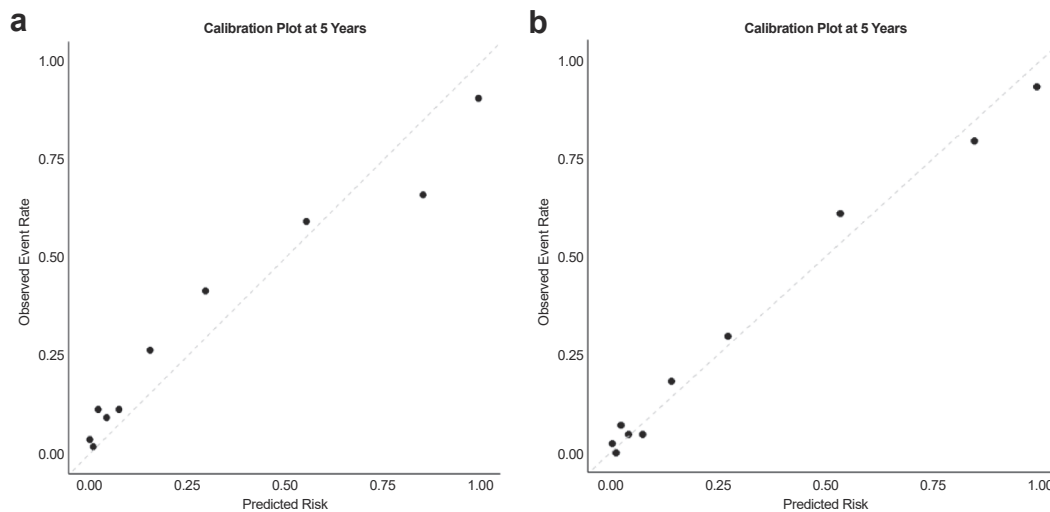 a
Calibration Plot at 5 Years
1.00
0.75
0.50
0.25
0.00
Observed Event Rate
0.00 0.25 0.50 0.75 1.00
Predicted Risk
b
Calibration Plot at 5 Years
1.00
0.75
0.50
0.25
0.00
Observed Event Rate
0.00 0.25 0.50 0.75 1.00
Predicted Risk